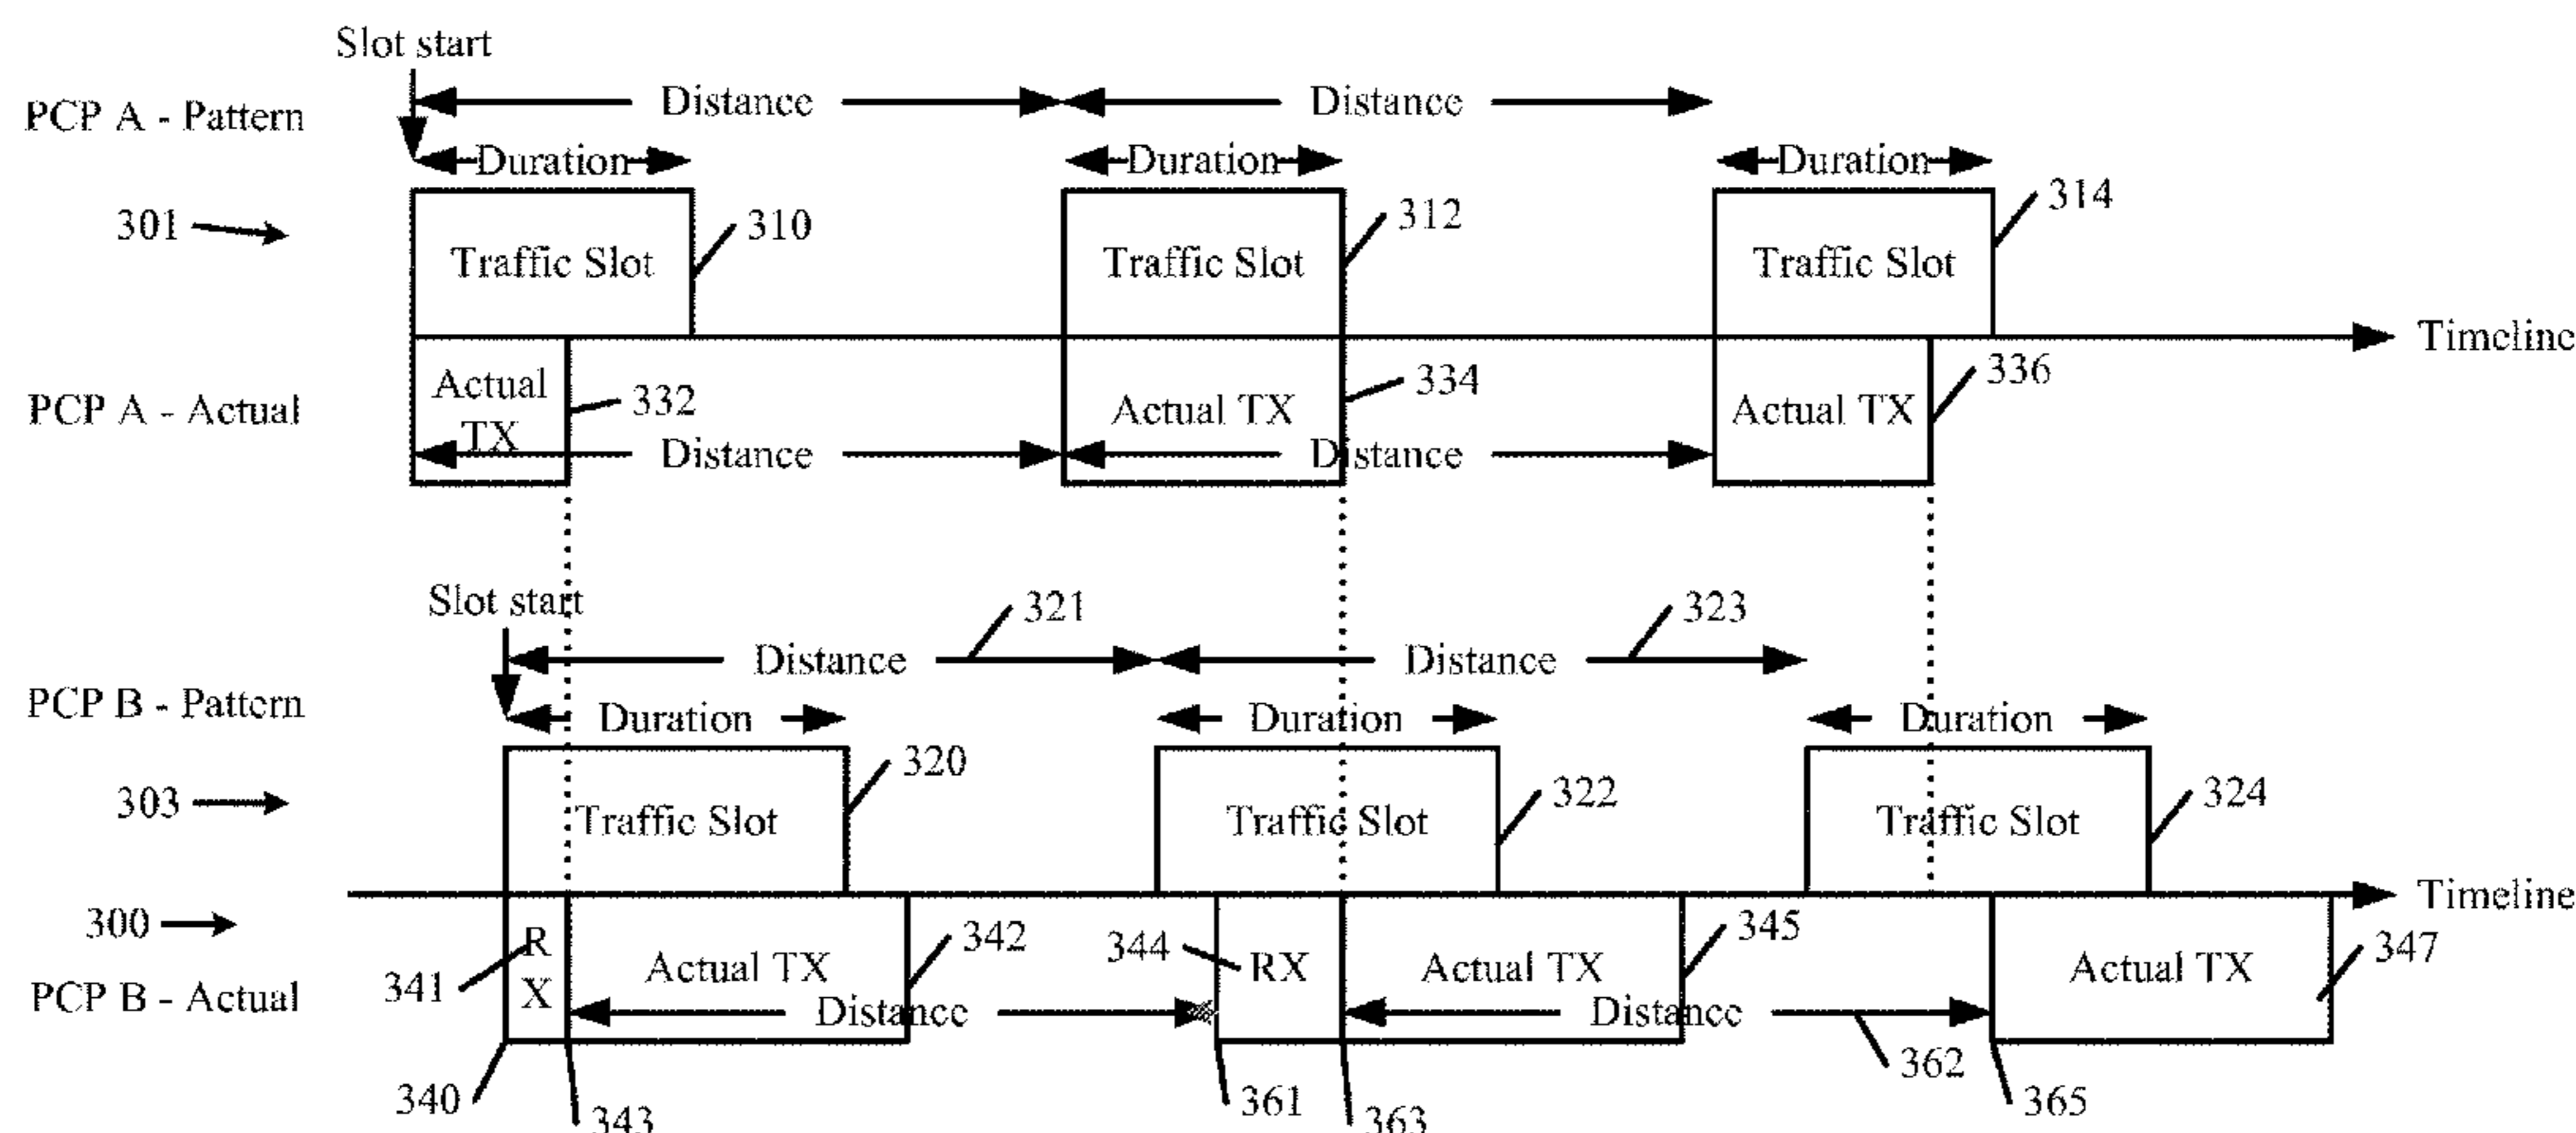 Slot start
PCP A - Pattern
Distance
Distance
Duration
Duration
Duration
301
310
312
314
Traffic Slot
Traffic Slot
Traffic Slot
Timeline
PCP A - Actual
Actual
TX
332
Actual TX
334
Actual TX
336
Distance
Distance
Slot start
321
323
Distance
Distance
PCP B - Pattern
Duration
Duration
Duration
303
320
322
324
Traffic Slot
Traffic Slot
Traffic Slot
Timeline
300
R
X
341
Actual TX
342
344
RX
Actual TX
345
Actual TX
347
PCP B - Actual
Distance
Distance
362
340
343
361
363
365